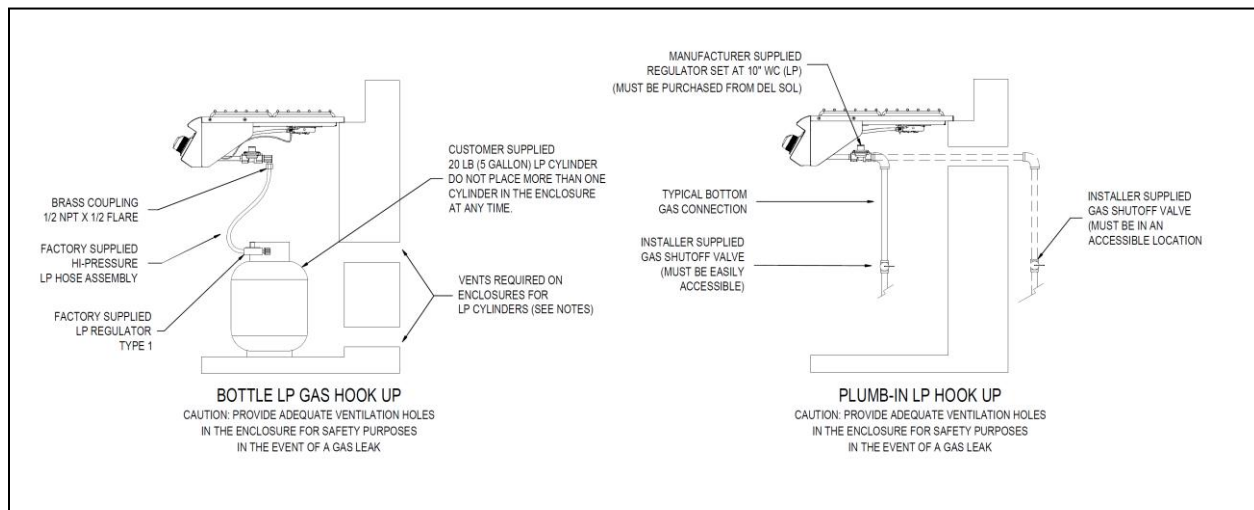 BRASS COUPLING
1/2 NPT X 1/2 FLARE
FACTORY SUPPLIED
HI-PRESSURE
LP HOSE ASSEMBLY
FACTORY SUPPLIED
LP REGULATOR
TYPE 1
CUSTOMER SUPPLIED
20 LB (5 GALLON) LP CYLINDER
DO NOT PLACE MORE THAN ONE
CYLINDER IN THE ENCLOSURE
AT ANY TIME.
VENTS REQUIRED ON
ENCLOSURES FOR
LP CYLINDERS (SEE NOTES)
BOTTLE LP GAS HOOK UP
CAUTION: PROVIDE ADEQUATE VENTILATION HOLES
IN THE ENCLOSURE FOR SAFETY PURPOSES
IN THE EVENT OF A GAS LEAK
MANUFACTURER SUPPLIED
REGULATOR SET AT 10" WC (LP)
(MUST BE PURCHASED FROM DEL SOL)
TYPICAL BOTTOM
GAS CONNECTION
INSTALLER SUPPLIED
GAS SHUTOFF VALVE
(MUST BE EASILY
ACCESSIBLE)
INSTALLER SUPPLIED
GAS SHUTOFF VALVE
(MUST BE IN AN
ACCESSIBLE LOCATION
PLUMB-IN LP HOOK UP
CAUTION: PROVIDE ADEQUATE VENTILATION HOLES
IN THE ENCLOSURE FOR SAFETY PURPOSES
IN THE EVENT OF A GAS LEAK